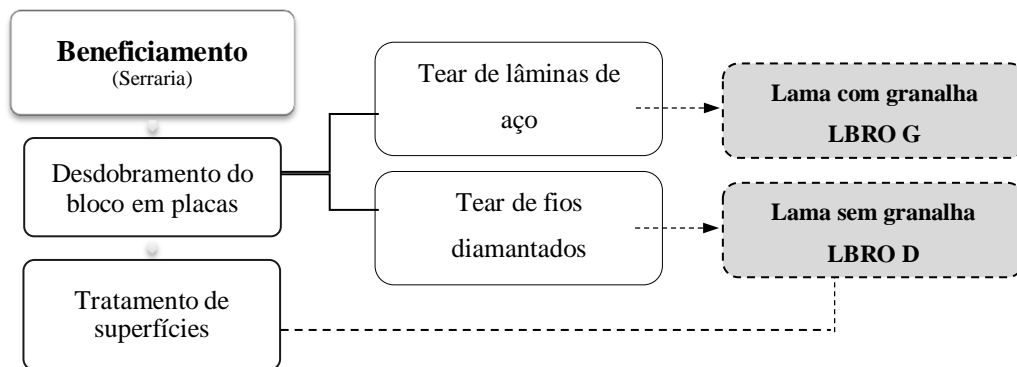 Beneficiamento
(Serraria)
Desdobramento do
bloco em placas
Tratamento de
superfícies
Tear de lâminas de
aço
Tear de fios
diamantados
Lama com granalha
LBRO G
Lama sem granalha
LBRO D